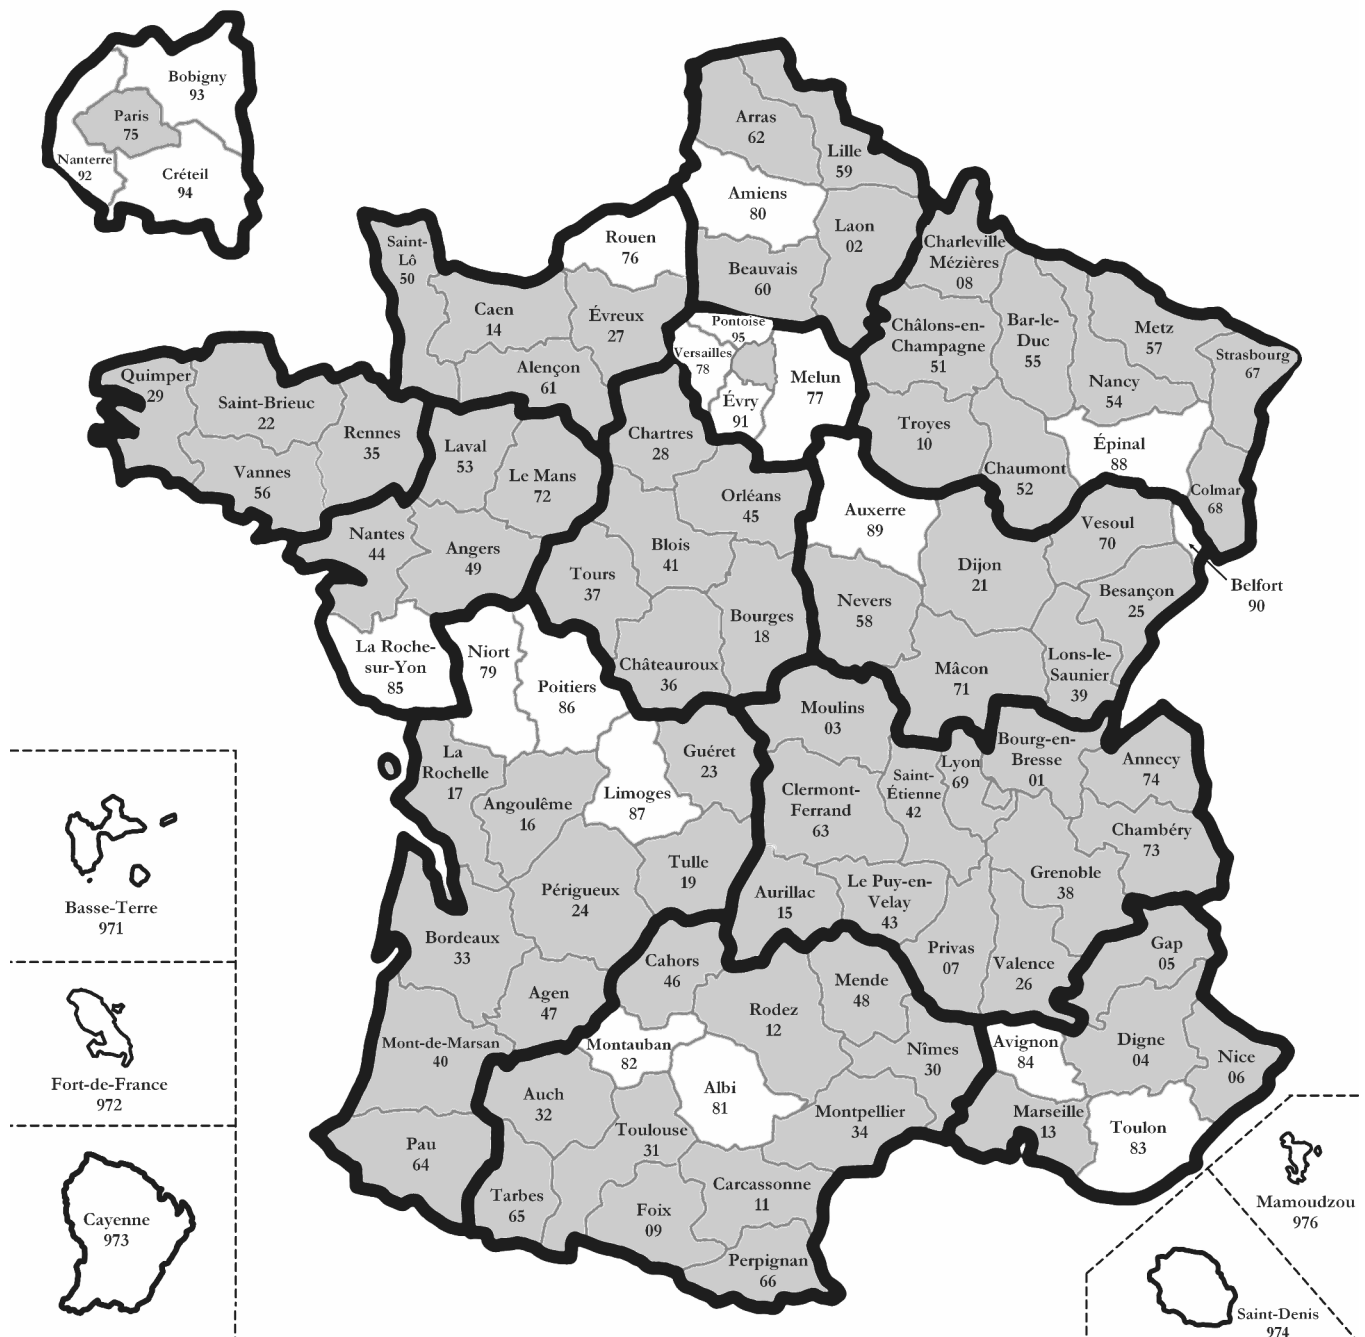 Bobigny
93
Paris
75
Nanterre
92
Créteil
94
Arras
62
Lille
59
Amiens
80
Rouen
76
Laon
02
Saint-
Lô
50
Charleville
Mézières
08
Beauvais
60
Caen
14
Évreux
27
Pontoise
95
Châlons-en-
Champagne
51
Bar-le-
Duc
55
Metz
57
Strasbourg
67
Versailles
78
Quimper
29
Alençon
61
Melun
77
Nancy
54
Saint-Brieuc
22
Évry
91
Troyes
10
Rennes
35
Laval
53
Chartres
28
Épinal
88
Vannes
56
Le Mans
72
Chaumont
52
Colmar
68
Orléans
45
Auxerre
89
Vesoul
70
Nantes
44
Angers
49
Blois
41
Dijon
21
Tours
37
Besançon
25
Belfort
90
Nevers
58
Bourges
18
La Roche-
sur-Yon
85
Niort
79
Châteauroux
36
Mâcon
71
Lons-le-
Saunier
39
Poitiers
86
Moulins
03
La
Rochelle
17
Guéret
23
Bourg-en-
Bresse
01
Annecy
74
Lyon
69
Saint-
Étienne
42
Limoges
87
Clermont-
Ferrand
63
Angoulême
16
Chambéry
73
Tulle
19
Grenoble
38
Périgueux
24
Aurillac
15
Le Puy-en-
Velay
43
Basse-Terre
971
Bordeaux
33
Privas
07
Valence
26
Gap
05
Cahors
46
Mende
48
Agen
47
Rodez
12
Mont-de-Marsan
40
Montauban
82
Nîmes
30
Avignon
84
Digne
04
Nice
06
Fort-de-France
972
Auch
32
Albi
81
Toulouse
31
Montpellier
34
Marseille
13
Toulon
83
Pau
64
Carcassonne
11
Tarbes
65
Foix
09
Mamoudzou
976
Cayenne
973
Perpignan
66
Saint-Denis
974